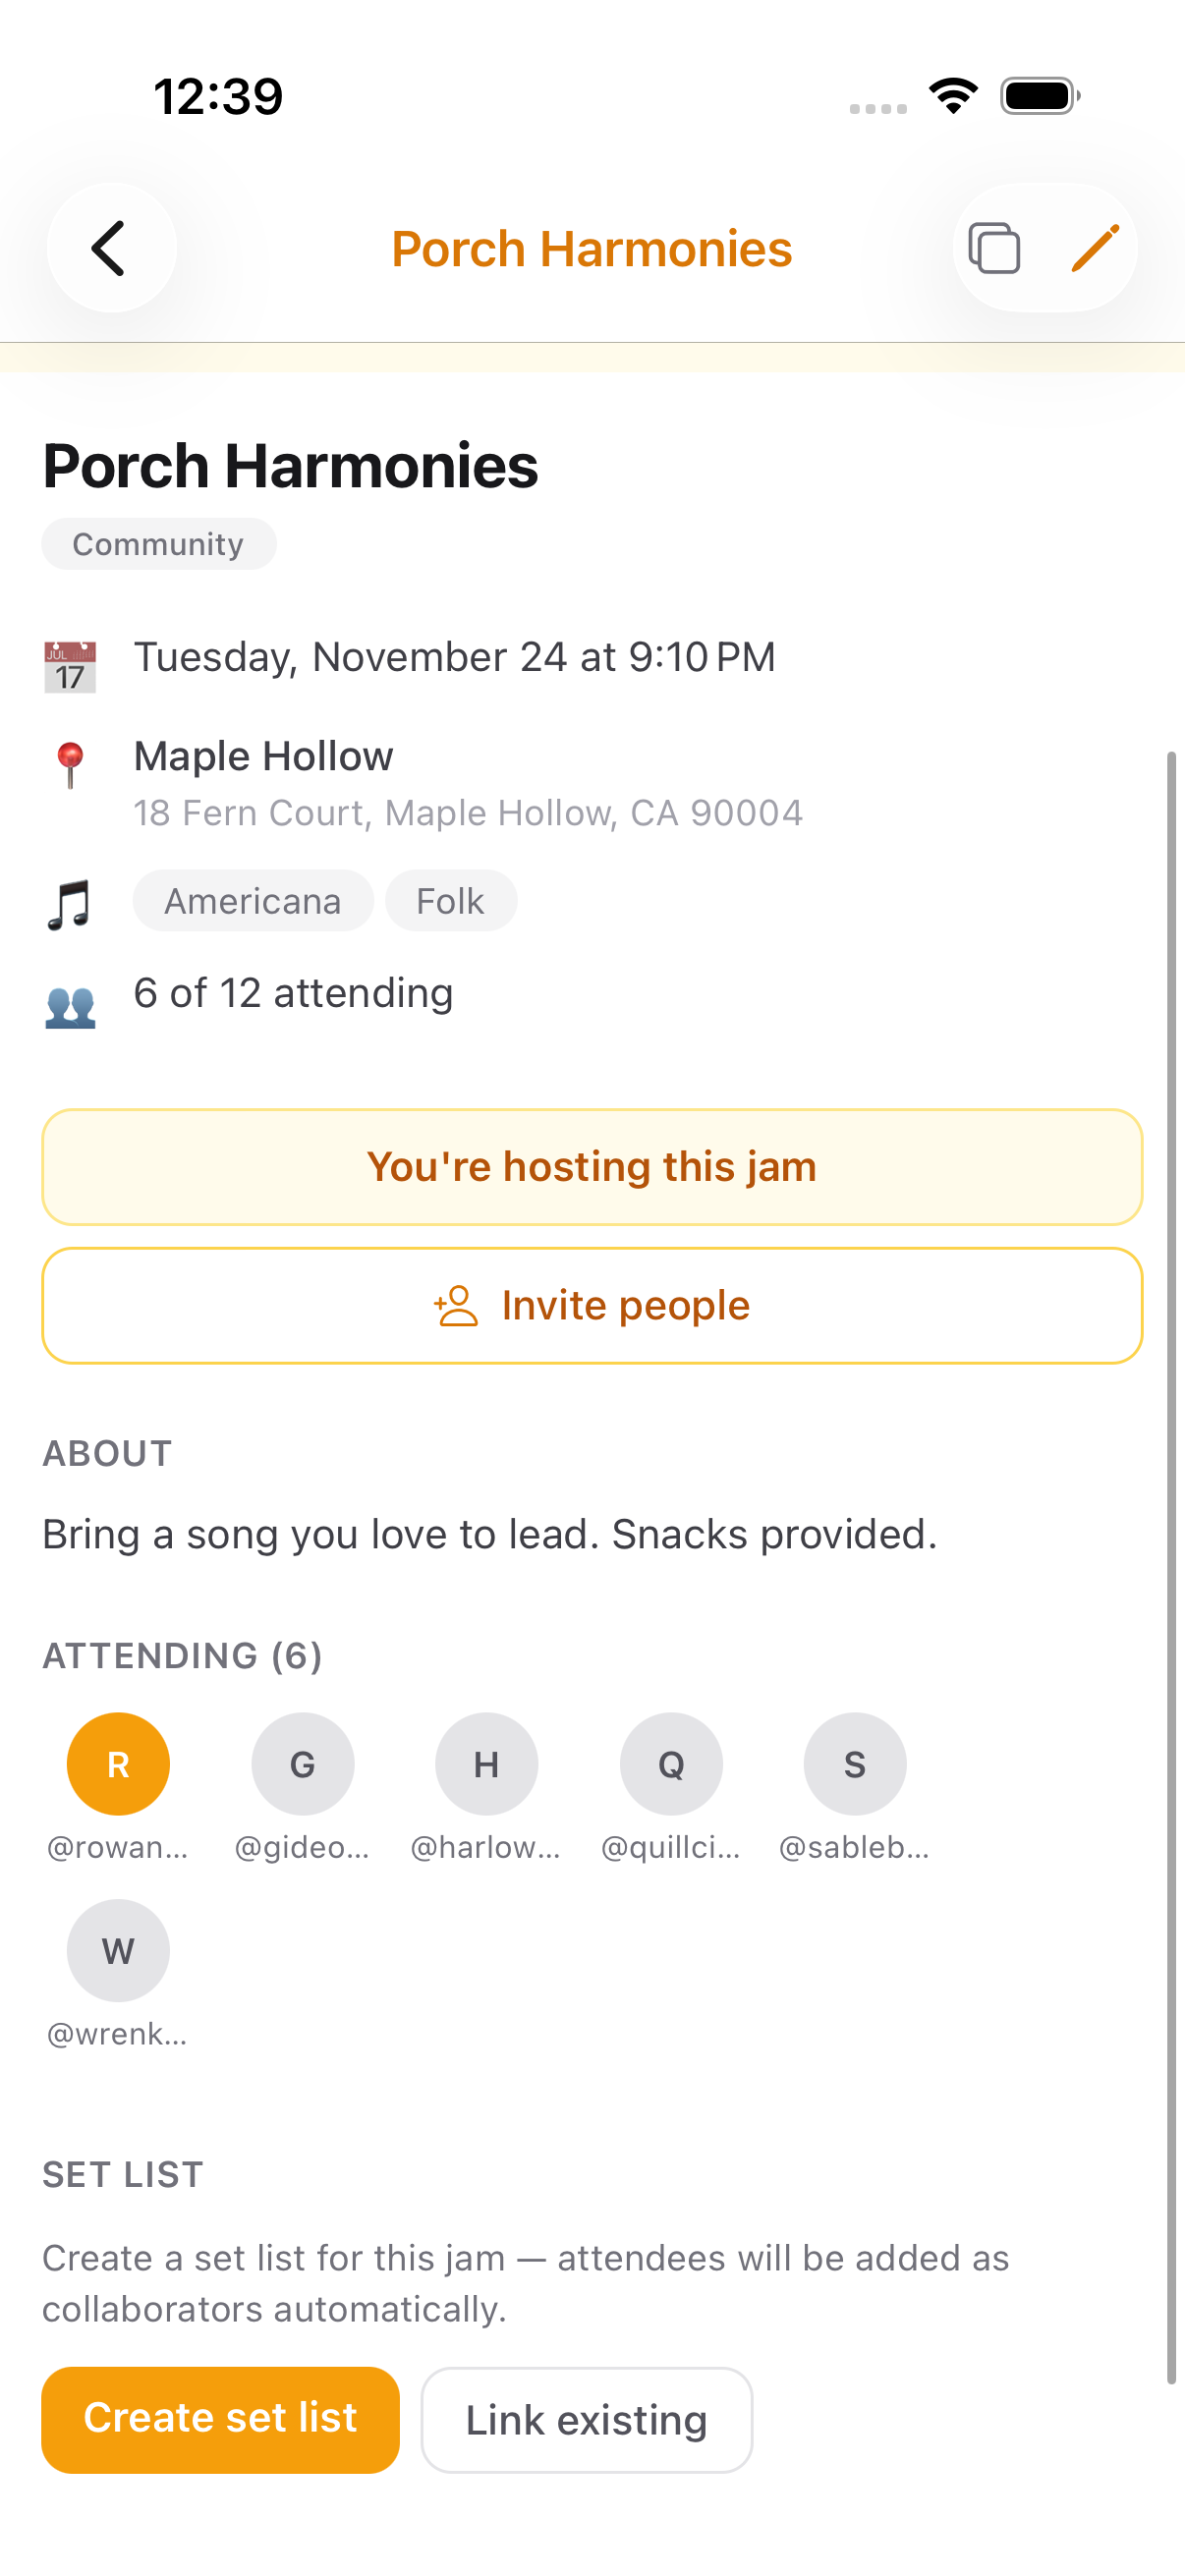 12:39
Porch Harmonies
Porch Harmonies
Community
JUL
17
Tuesday, November 24 at 9:10 PM
Maple Hollow
18 Fern Court, Maple Hollow, CA 90004
Americana Folk
6 of 12 attending
You're hosting this jam
Invite people
ABOUT
Bring a song you love to lead. Snacks provided.
ATTENDING (6)
R G H Q S
@rowan... @gideo... @harlow... @quillci... @sableb...
W
@wrenk...
SET LIST
Create a set list for this jam — attendees will be added as
collaborators automatically.
Create set list Link existing